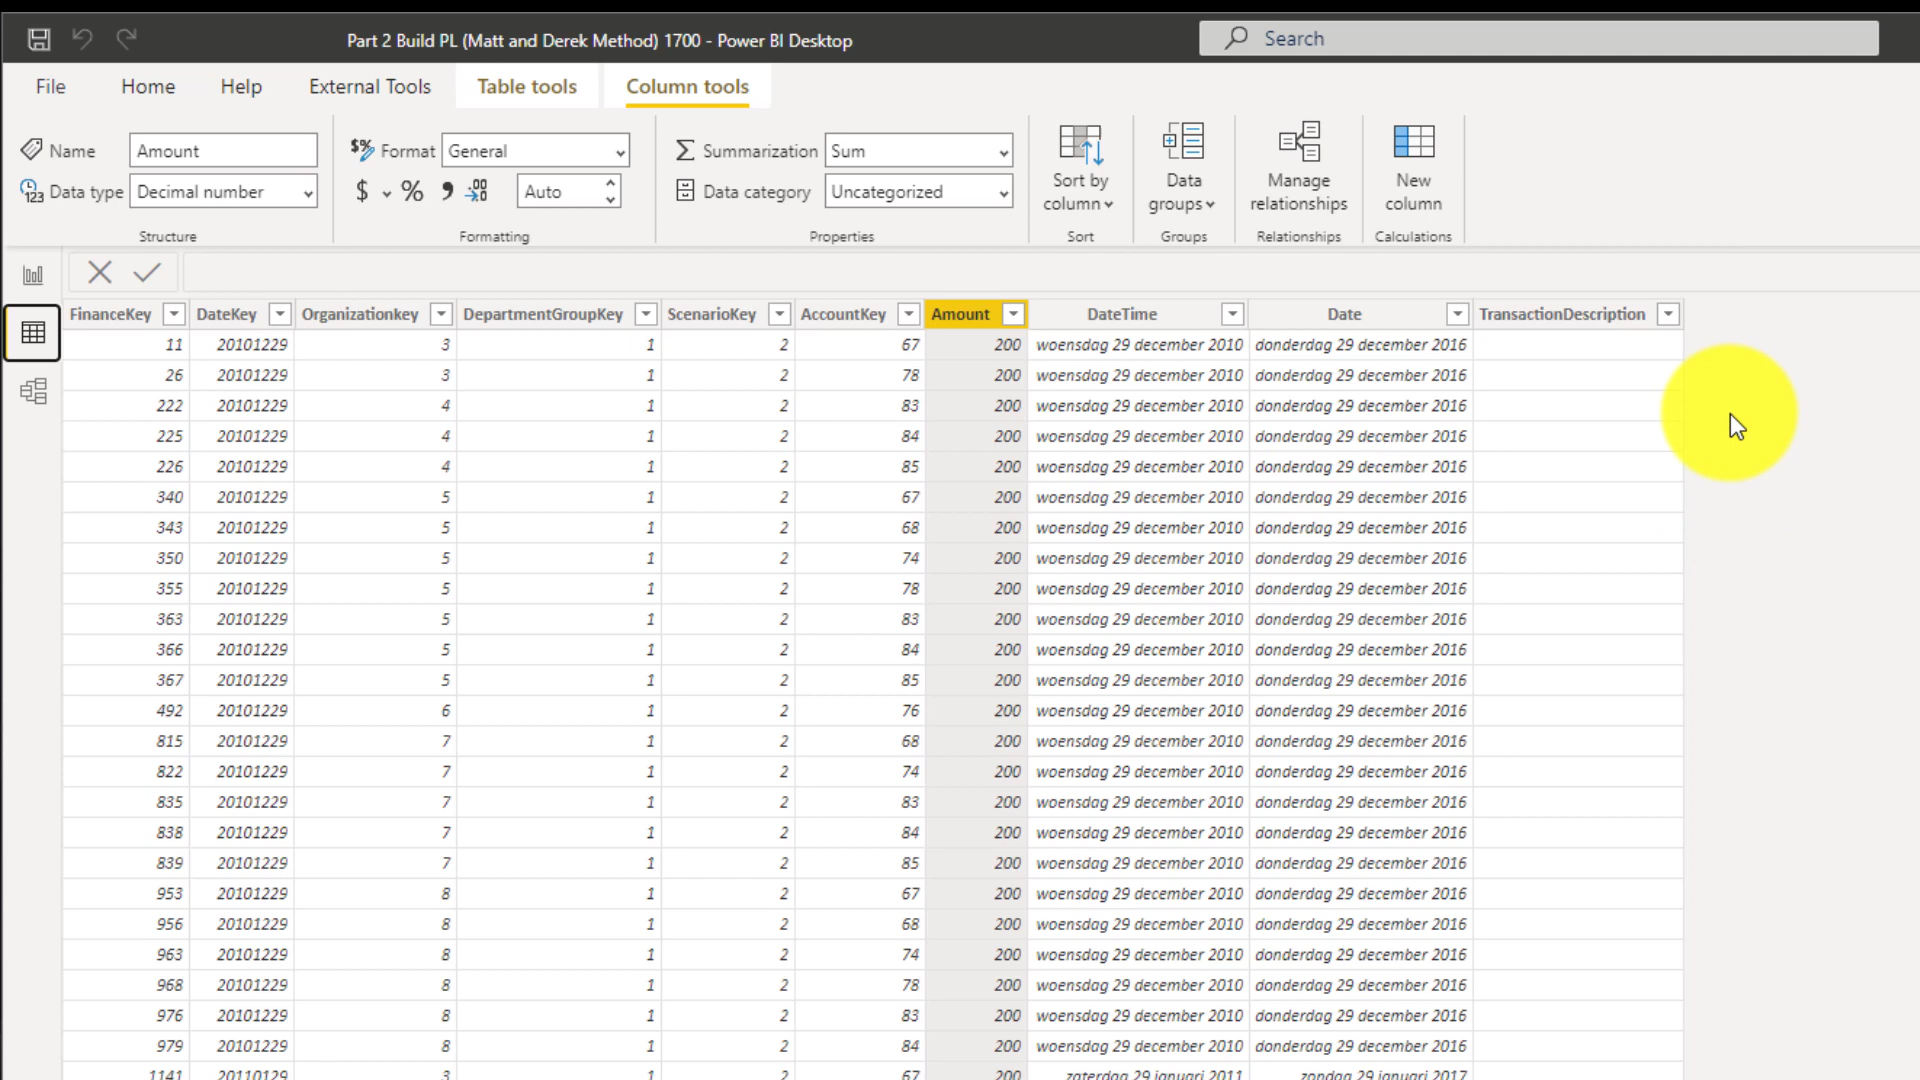 Part 2 Build PL (Matt and Derek Method) 1700 - Power BI Desktop
Search
File Home Help External Tools Table tools Column tools
Name Amount $% Format General Σ Summarization Sum
123 Data type Decimal number $ % Auto Data category Uncategorized
Sort by column
Data groups
Manage relationships
New column
Structure Formatting Properties Sort Groups Relationships Calculations
FinanceKey DateKey Organizationkey DepartmentGroupKey ScenarioKey AccountKey Amount DateTime Date TransactionDescription
11 20101229 3 1 2 67 200 woensdag 29 december 2010 donderdag 29 december 2016
26 20101229 3 1 2 78 200 woensdag 29 december 2010 donderdag 29 december 2016
222 20101229 4 1 2 83 200 woensdag 29 december 2010 donderdag 29 december 2016
225 20101229 4 1 2 84 200 woensdag 29 december 2010 donderdag 29 december 2016
226 20101229 4 1 2 85 200 woensdag 29 december 2010 donderdag 29 december 2016
340 20101229 5 1 2 67 200 woensdag 29 december 2010 donderdag 29 december 2016
343 20101229 5 1 2 68 200 woensdag 29 december 2010 donderdag 29 december 2016
350 20101229 5 1 2 74 200 woensdag 29 december 2010 donderdag 29 december 2016
355 20101229 5 1 2 78 200 woensdag 29 december 2010 donderdag 29 december 2016
363 20101229 5 1 2 83 200 woensdag 29 december 2010 donderdag 29 december 2016
366 20101229 5 1 2 84 200 woensdag 29 december 2010 donderdag 29 december 2016
367 20101229 5 1 2 85 200 woensdag 29 december 2010 donderdag 29 december 2016
492 20101229 6 1 2 76 200 woensdag 29 december 2010 donderdag 29 december 2016
815 20101229 7 1 2 68 200 woensdag 29 december 2010 donderdag 29 december 2016
822 20101229 7 1 2 74 200 woensdag 29 december 2010 donderdag 29 december 2016
835 20101229 7 1 2 83 200 woensdag 29 december 2010 donderdag 29 december 2016
838 20101229 7 1 2 84 200 woensdag 29 december 2010 donderdag 29 december 2016
839 20101229 7 1 2 85 200 woensdag 29 december 2010 donderdag 29 december 2016
953 20101229 8 1 2 67 200 woensdag 29 december 2010 donderdag 29 december 2016
956 20101229 8 1 2 68 200 woensdag 29 december 2010 donderdag 29 december 2016
963 20101229 8 1 2 74 200 woensdag 29 december 2010 donderdag 29 december 2016
968 20101229 8 1 2 78 200 woensdag 29 december 2010 donderdag 29 december 2016
976 20101229 8 1 2 83 200 woensdag 29 december 2010 donderdag 29 december 2016
979 20101229 8 1 2 84 200 woensdag 29 december 2010 donderdag 29 december 2016
1141 20110129 3 1 2 67 200 zaterdag 29 januari 2011 zondag 29 januari 2017